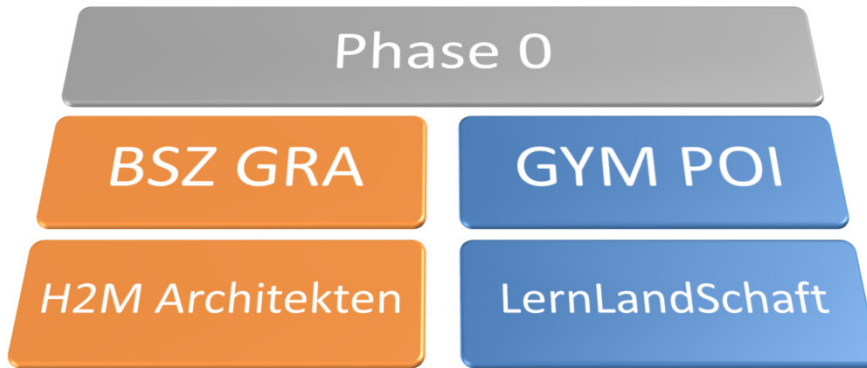 Phase 0
BSZ GRA
GYM POI
H2M Architekten
LernLandSchaft